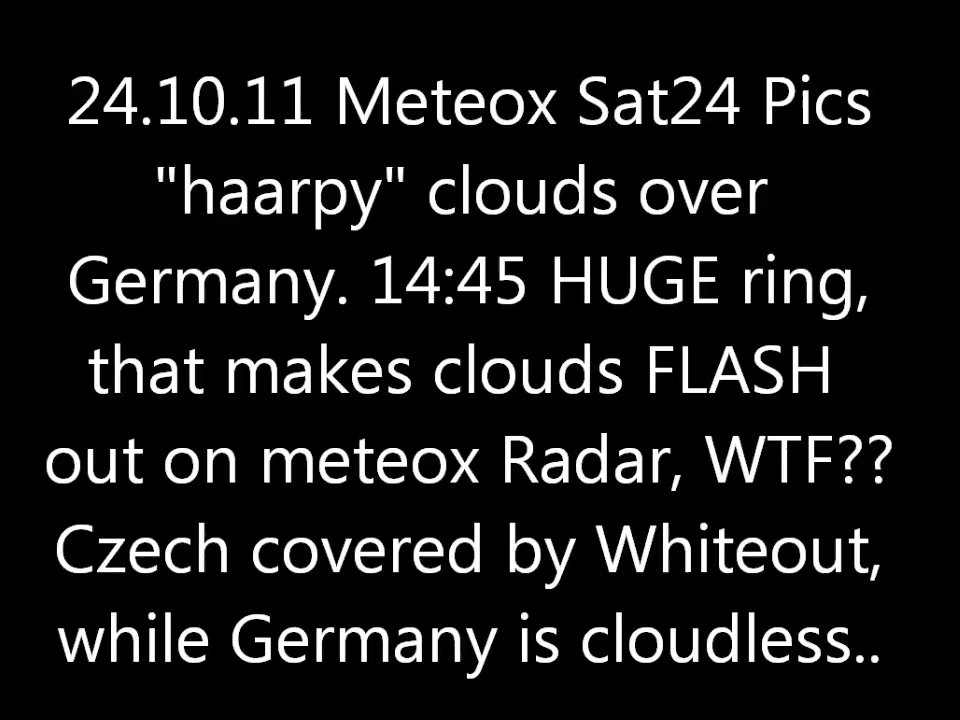 24.10.11 Meteox Sat24 Pics
"haarpy" clouds over
Germany. 14:45 HUGE ring,
that makes clouds FLASH
out on meteox Radar, WTF??
Czech covered by Whiteout,
while Germany is cloudless..